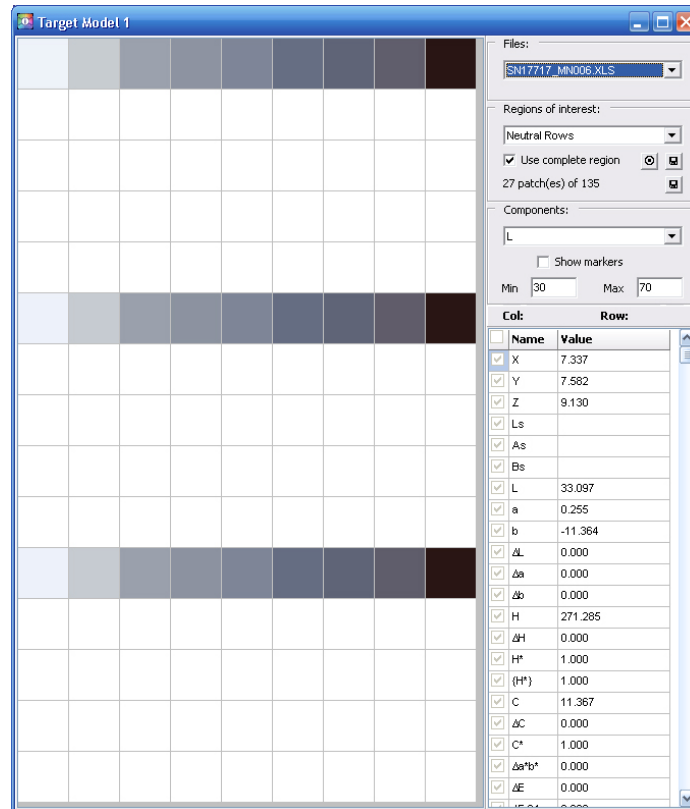 Target Model 1
Files:
SN17717_MN006.XLS
Regions of interest:
Neutral Rows
Use complete region
27 patch(es) of 135
Components:
L
Show markers
Min 30 Max 70
Col: Row:
Name Value
X 7.337
Y 7.582
Z 9.130
Ls
As
Bs
L 33.097
a 0.255
b -11.364
ΔL 0.000
Δa 0.000
Δb 0.000
H 271.285
ΔH 0.000
H* 1.000
{H*} 1.000
C 11.367
ΔC 0.000
C* 1.000
Δa*b* 0.000
ΔE 0.000